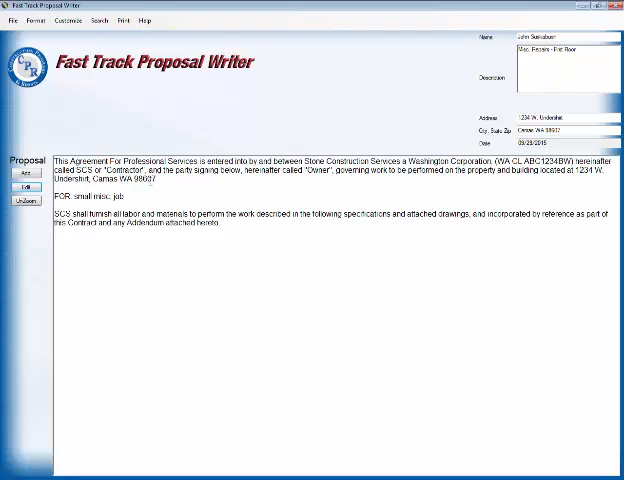 Fast Track Proposal Writer
File Format Customize Search Print Help
CPR
Fast Track Proposal Writer
Name John Suskabush
Description Misc. Repairs - First Floor
Address 1234 W. Undershirt
City, State Zip Camas WA 98607
Date 09/29/2015
Proposal
Add
Edit
UnZoom
This Agreement For Professional Services is entered into by and between Stone Construction Services a Washington Corporation, (WA CL ABC1234BW) hereinafter
called SCS or "Contractor", and the party signing below, hereinafter called "Owner", governing work to be performed on the property and building located at 1234 W.
Undershirt, Camas WA 98607
FOR: small misc. job
SCS shall furnish all labor and materials to perform the work described in the following specifications and attached drawings, and incorporated by reference as part of
this Contract and any Addendum attached hereto.